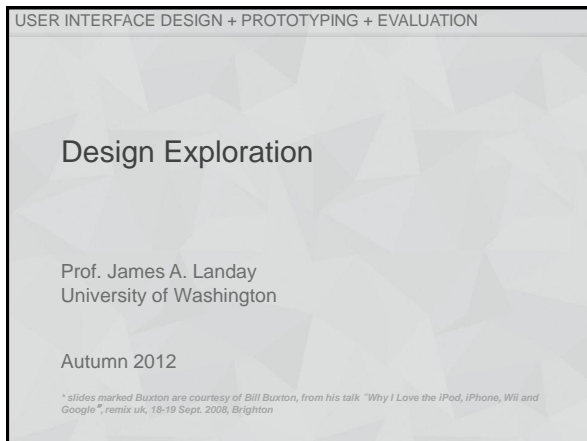 USER INTERFACE DESIGN + PROTOTYPING + EVALUATION
Design Exploration
Prof. James A. Landay
University of Washington
Autumn 2012
* slides marked Buxton are courtesy of Bill Buxton, from his talk “Why I Love the iPod, iPhone, Wii and
Google”, remix uk, 18-19 Sept. 2008, Brighton